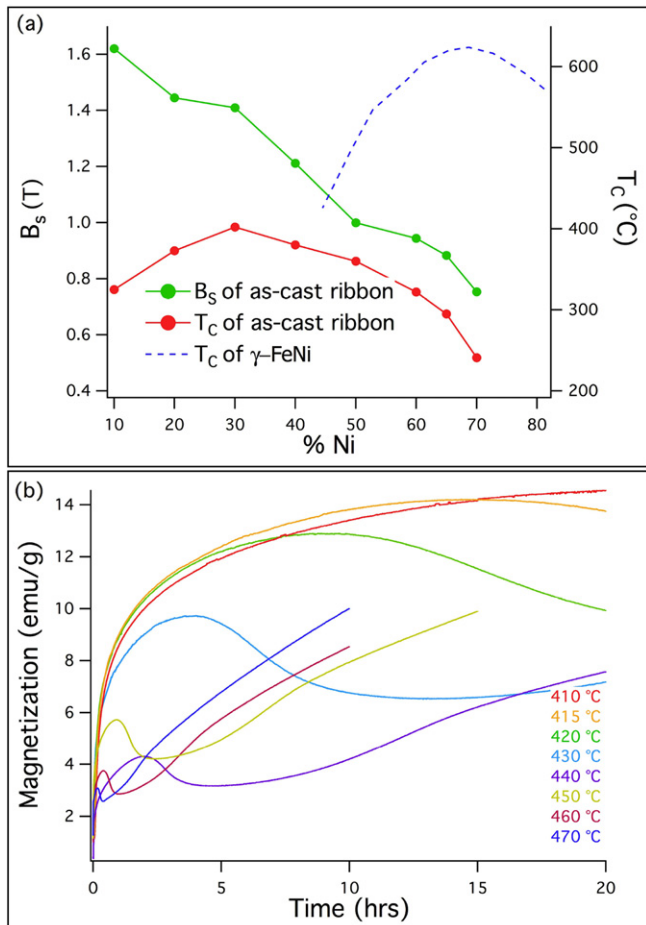 (a)
1.6
1.4
1.2
1.0
0.8
0.6
0.4
B_S (T)
600
500
400
300
200
T_C (°C)
B_S of as-cast ribbon
T_C of as-cast ribbon
T_C of γ-FeNi
10 20 30 40 50 60 70 80
% Ni
(b)
14
12
10
8
6
4
2
Magnetization (emu/g)
410 °C
415 °C
420 °C
430 °C
440 °C
450 °C
460 °C
470 °C
0 5 10 15 20
Time (hrs)